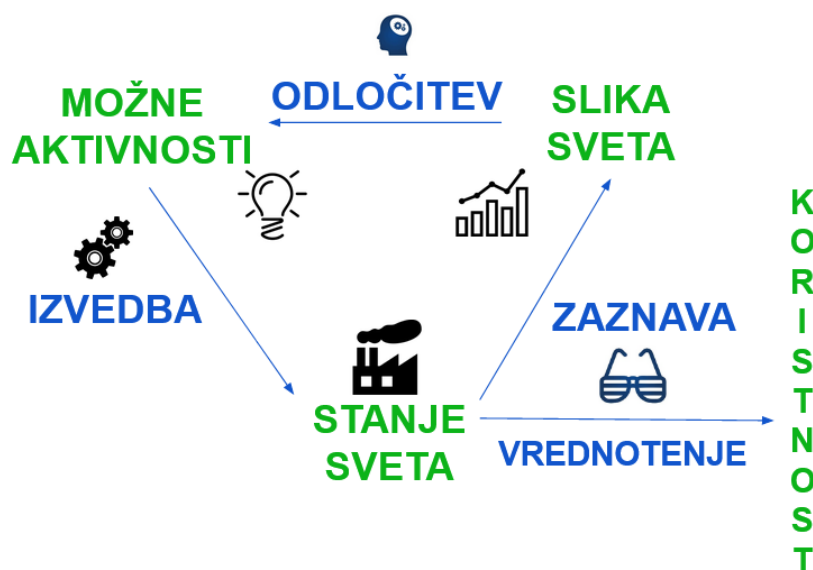 MOŽNE
AKTIVNOSTI
ODLOČITEV
SLIKA
SVETA
IZVEDBA
ZAZNAVA
STANJE
SVETA
VREDNOTENJE
K
O
R
I
S
T
N
O
S
T